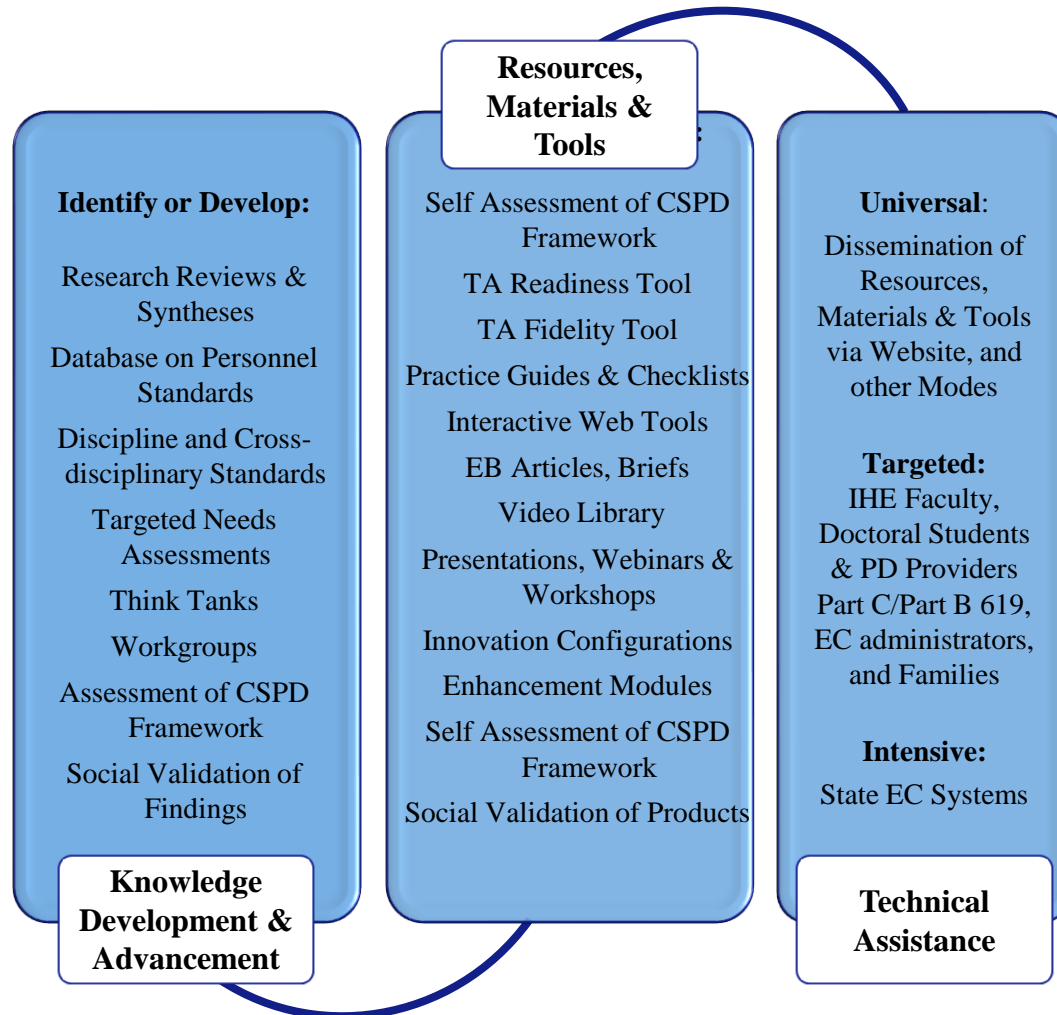 Identify or Develop:
Research Reviews &
Syntheses
Database on Personnel
Standards
Discipline and Cross-
disciplinary Standards
Targeted Needs
Assessments
Think Tanks
Workgroups
Assessment of CSPD
Framework
Social Validation of
Findings
Knowledge
Development &
Advancement
Resources,
Materials &
Tools
:
Self Assessment of CSPD
Framework
TA Readiness Tool
TA Fidelity Tool
Practice Guides & Checklists
Interactive Web Tools
EB Articles, Briefs
Video Library
Presentations, Webinars &
Workshops
Innovation Configurations
Enhancement Modules
Self Assessment of CSPD
Framework
Social Validation of Products
Universal:
Dissemination of
Resources,
Materials & Tools
via Website, and
other Modes
Targeted:
IHE Faculty,
Doctoral Students
& PD Providers
Part C/Part B 619,
EC administrators,
and Families
Intensive:
State EC Systems
Technical
Assistance